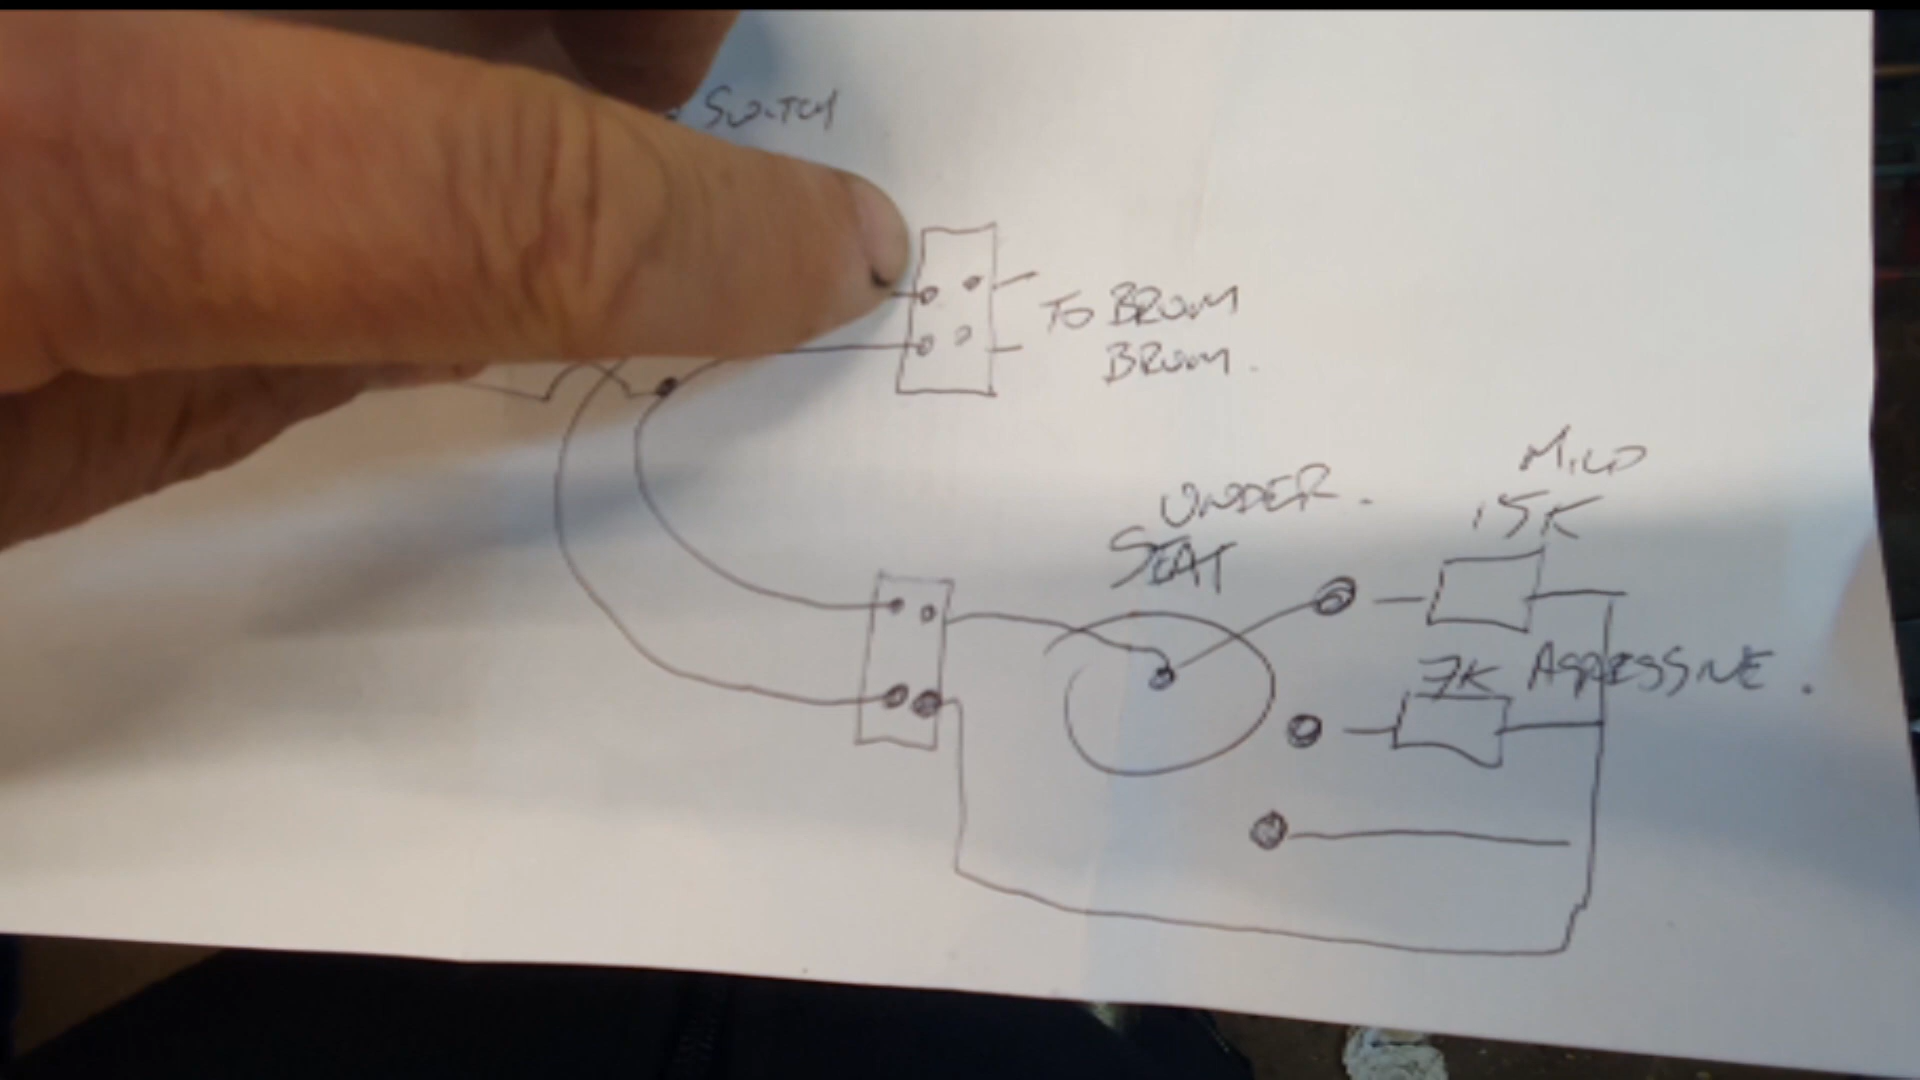 SWITCH
TO BRUM
BRUM.
MILD
15K
UNDER.
SEAT
7K AGRESSIVE.